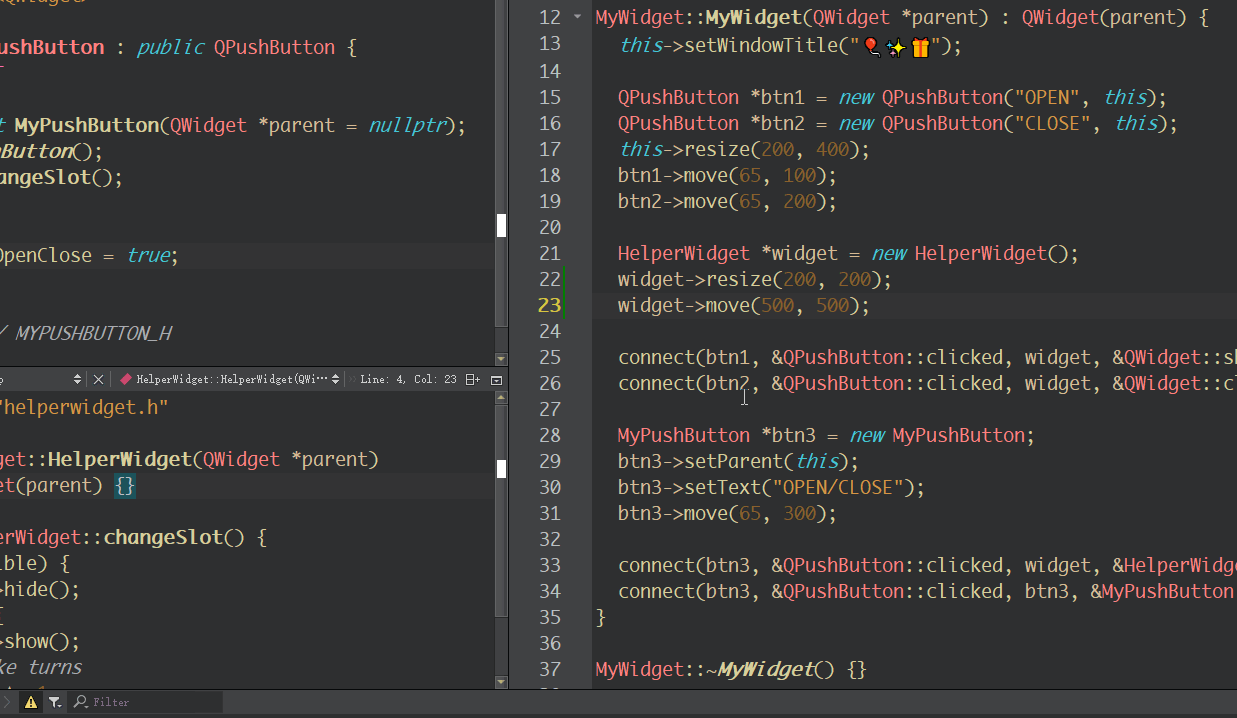 pushButton : public QPushButton {
MyPushButton(QWidget *parent = nullptr);
Button();
angeSlot();
OpenClose = true;
/ MYPUSHBUTTON_H
HelperWidget::HelperWidget(QWi··· Line: 4, Col: 23
"helperwidget.h"
get::HelperWidget(QWidget *parent)
et(parent) {}
erWidget::changeSlot() {
ible) {
>hide();
{
>show();
ke turns
Filter
12 MyWidget::MyWidget(QWidget *parent) : QWidget(parent) {
13 this->setWindowTitle("🎈✨🎁");
14
15 QPushButton *btn1 = new QPushButton("OPEN", this);
16 QPushButton *btn2 = new QPushButton("CLOSE", this);
17 this->resize(200, 400);
18 btn1->move(65, 100);
19 btn2->move(65, 200);
20
21 HelperWidget *widget = new HelperWidget();
22 widget->resize(200, 200);
23 widget->move(500, 500);
24
25 connect(btn1, &QPushButton::clicked, widget, &QWidget::sh
26 connect(btn2, &QPushButton::clicked, widget, &QWidget::cl
27
28 MyPushButton *btn3 = new MyPushButton;
29 btn3->setParent(this);
30 btn3->setText("OPEN/CLOSE");
31 btn3->move(65, 300);
32
33 connect(btn3, &QPushButton::clicked, widget, &HelperWidg
34 connect(btn3, &QPushButton::clicked, btn3, &MyPushButton
35 }
36
37 MyWidget::~MyWidget() {}